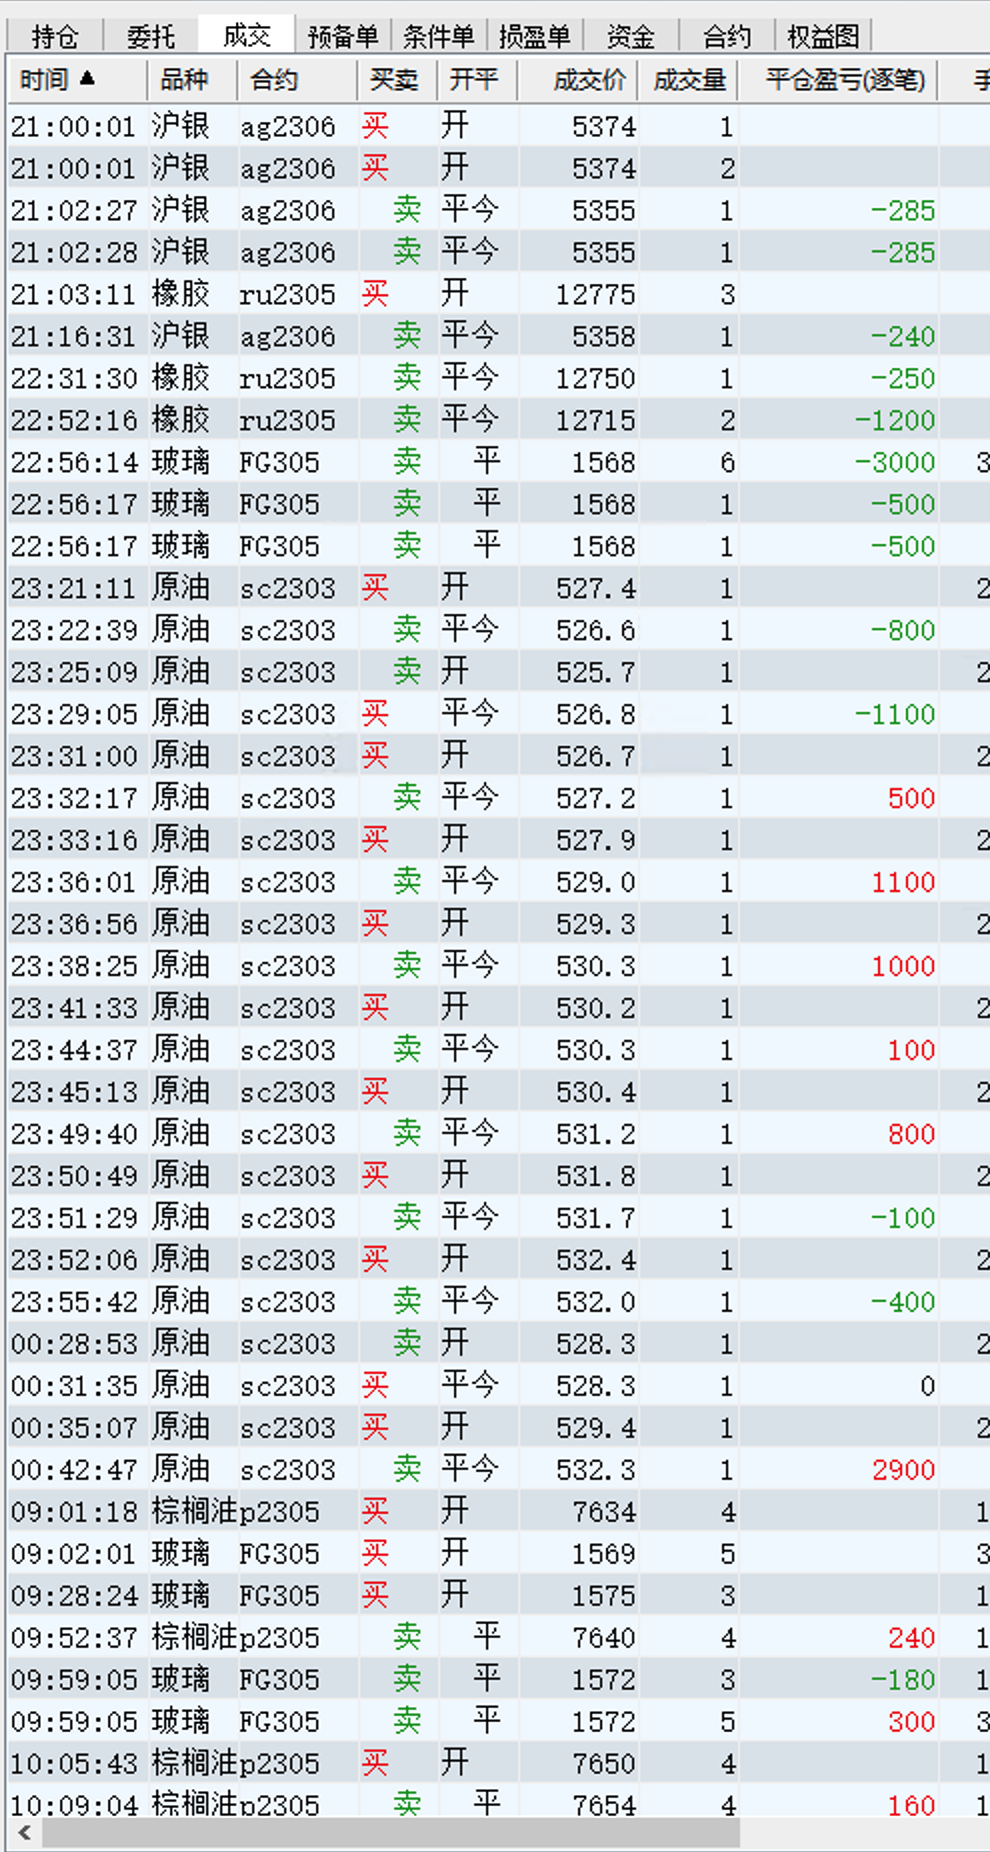 持仓 委托 成交 预备单 条件单 损盈单 资金 合约 权益图
时间▲ 品种 合约 买卖 开平 成交价 成交量 平仓盈亏(逐笔) 手
21:00:01 沪银 ag2306 买 开 5374 1
21:00:01 沪银 ag2306 买 开 5374 2
21:02:27 沪银 ag2306 卖 平今 5355 1 -285
21:02:28 沪银 ag2306 卖 平今 5355 1 -285
21:03:11 橡胶 ru2305 买 开 12775 3
21:16:31 沪银 ag2306 卖 平今 5358 1 -240
22:31:30 橡胶 ru2305 卖 平今 12750 1 -250
22:52:16 橡胶 ru2305 卖 平今 12715 2 -1200
22:56:14 玻璃 FG305 卖 平 1568 6 -3000 3
22:56:17 玻璃 FG305 卖 平 1568 1 -500
22:56:17 玻璃 FG305 卖 平 1568 1 -500
23:21:11 原油 sc2303 买 开 527.4 1 2
23:22:39 原油 sc2303 卖 平今 526.6 1 -800
23:25:09 原油 sc2303 卖 开 525.7 1 2
23:29:05 原油 sc2303 买 平今 526.8 1 -1100
23:31:00 原油 sc2303 买 开 526.7 1 2
23:32:17 原油 sc2303 卖 平今 527.2 1 500
23:33:16 原油 sc2303 买 开 527.9 1 2
23:36:01 原油 sc2303 卖 平今 529.0 1 1100
23:36:56 原油 sc2303 买 开 529.3 1 2
23:38:25 原油 sc2303 卖 平今 530.3 1 1000
23:41:33 原油 sc2303 买 开 530.2 1 2
23:44:37 原油 sc2303 卖 平今 530.3 1 100
23:45:13 原油 sc2303 买 开 530.4 1 2
23:49:40 原油 sc2303 卖 平今 531.2 1 800
23:50:49 原油 sc2303 买 开 531.8 1 2
23:51:29 原油 sc2303 卖 平今 531.7 1 -100
23:52:06 原油 sc2303 买 开 532.4 1 2
23:55:42 原油 sc2303 卖 平今 532.0 1 -400
00:28:53 原油 sc2303 卖 开 528.3 1 2
00:31:35 原油 sc2303 买 平今 528.3 1 0
00:35:07 原油 sc2303 买 开 529.4 1 2
00:42:47 原油 sc2303 卖 平今 532.3 1 2900
09:01:18 棕榈油 p2305 买 开 7634 4 1
09:02:01 玻璃 FG305 买 开 1569 5 3
09:28:24 玻璃 FG305 买 开 1575 3 1
09:52:37 棕榈油 p2305 卖 平 7640 4 240 1
09:59:05 玻璃 FG305 卖 平 1572 3 -180 1
09:59:05 玻璃 FG305 卖 平 1572 5 300 3
10:05:43 棕榈油 p2305 买 开 7650 4 1
10:09:04 棕榈油 p2305 卖 平 7654 4 160 1